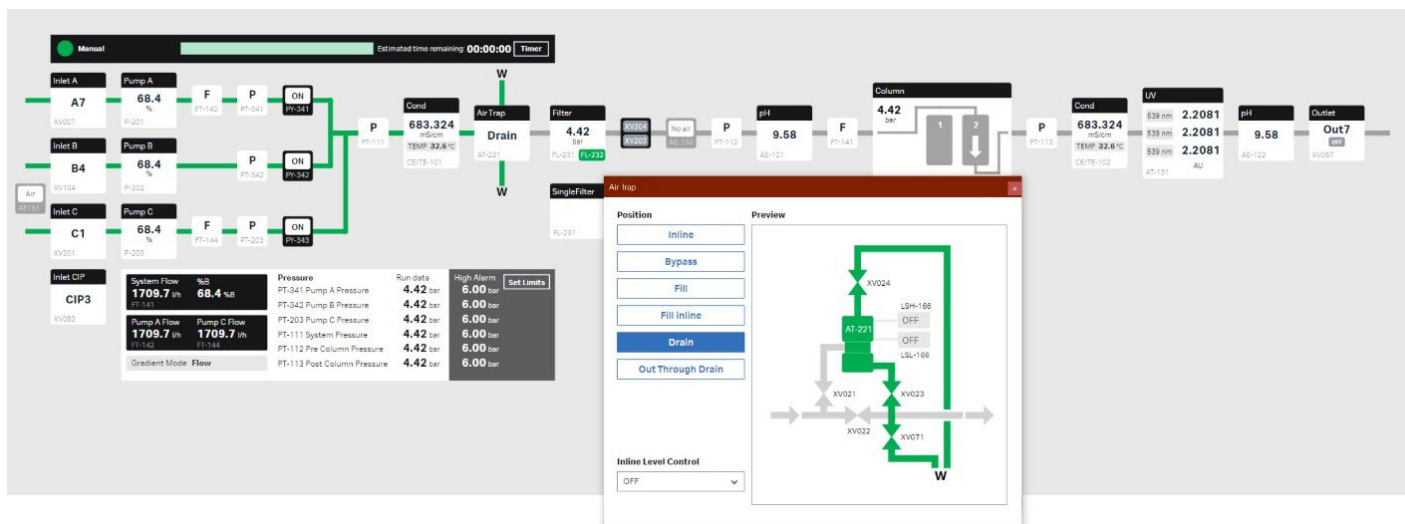 Manual
Estimated time remaining: 00:00:00 Timer
W
Inlet A
A7
XV007
Pump A
68.4
%
P-201
F
PT-142
P
PT-341
ON
PY-341
Inlet B
B4
XV104
Pump B
68.4
%
P-202
P
PT-342
ON
PY-342
Air
AE151
Inlet C
C1
XV201
Pump C
68.4
%
P-203
F
FT-144
P
PT-203
ON
PY-343
Inlet CIP
CIP3
XV085
P
PT-111
Cond
683.324
mS/cm
TEMP 32.6 °C
CE/TE-101
Air Trap
Drain
AT-221
W
Filter
4.42
bar
FL-231 FL-232
SingleFilter
FL-231
XV204
XV203
No air
AE-152
P
PT-112
pH
9.58
AE-121
F
FT-141
Column
4.42
bar
1
2
P
PT-113
Cond
683.324
mS/cm
TEMP 32.6 °C
CE/TE-102
UV
539 nm 2.2081
539 nm 2.2081
539 nm 2.2081
AU
AT-131
pH
9.58
AE-122
Outlet
Out7
OFF
XV057
System Flow %B
1709.7 l/h 68.4 %B
FT-141
Pump A Flow Pump C Flow
1709.7 l/h 1709.7 l/h
FT-142 FT-144
Gradient Mode Flow
Pressure Run data High Alarm Set Limits
PT-341 Pump A Pressure 4.42 bar 6.00 bar
PT-342 Pump B Pressure 4.42 bar 6.00 bar
PT-203 Pump C Pressure 4.42 bar 6.00 bar
PT-111 System Pressure 4.42 bar 6.00 bar
PT-112 Pre Column Pressure 4.42 bar 6.00 bar
PT-113 Post Column Pressure 4.42 bar 6.00 bar
Air Trap
Position
Inline
Bypass
Fill
Fill inline
Drain
Out Through Drain
Inline Level Control
OFF
Preview
XV024
LSH-166
OFF
AT-221
OFF
LSL-166
XV021
XV023
XV022
XV071
W